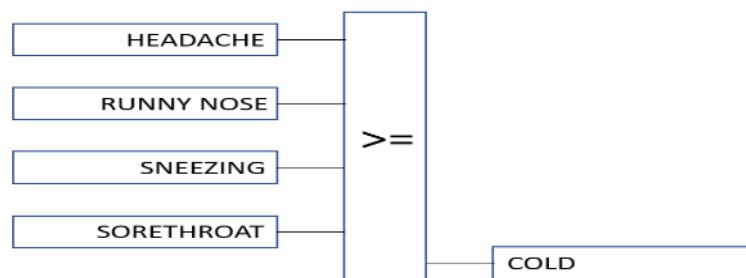 HEADACHE
RUNNY NOSE
>=
SNEEZING
SORETHROAT
COLD